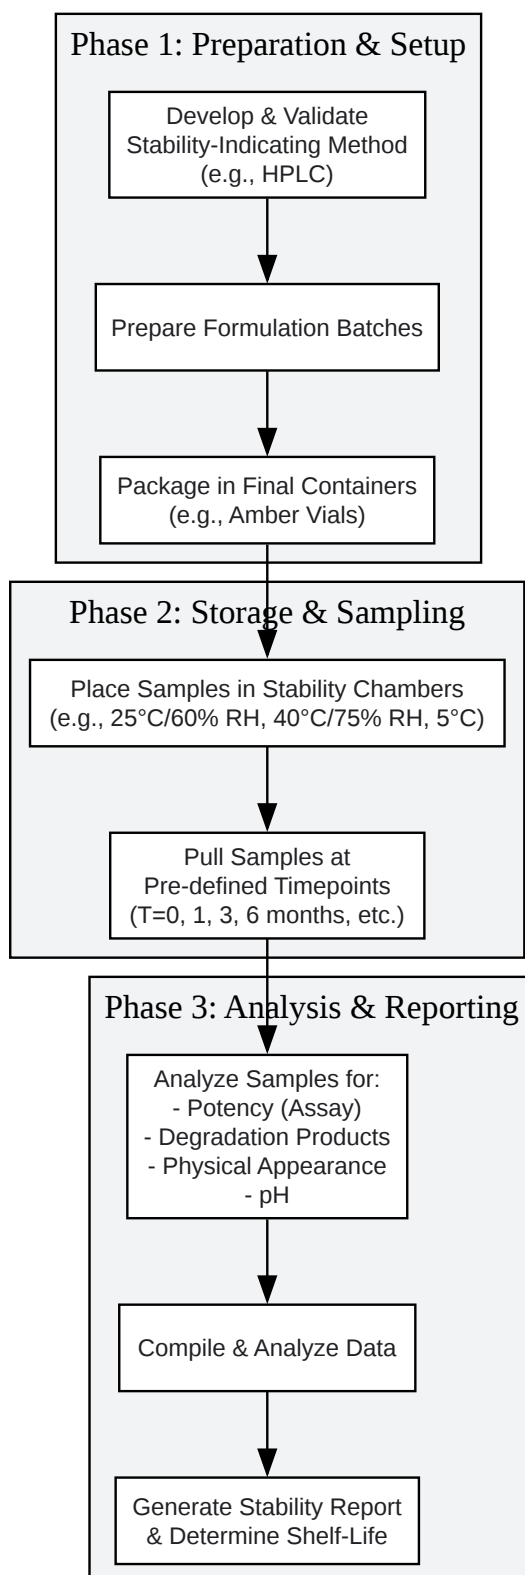 Phase 1: Preparation & Setup
Develop & Validate
Stability-Indicating Method
(e.g., HPLC)
Prepare Formulation Batches
Package in Final Containers
(e.g., Amber Vials)
Phase 2: Storage & Sampling
Place Samples in Stability Chambers
(e.g., 25°C/60% RH, 40°C/75% RH, 5°C)
Pull Samples at
Pre-defined Timepoints
(T=0, 1, 3, 6 months, etc.)
Phase 3: Analysis & Reporting
Analyze Samples for:
- Potency (Assay)
- Degradation Products
- Physical Appearance
- pH
Compile & Analyze Data
Generate Stability Report
& Determine Shelf-Life